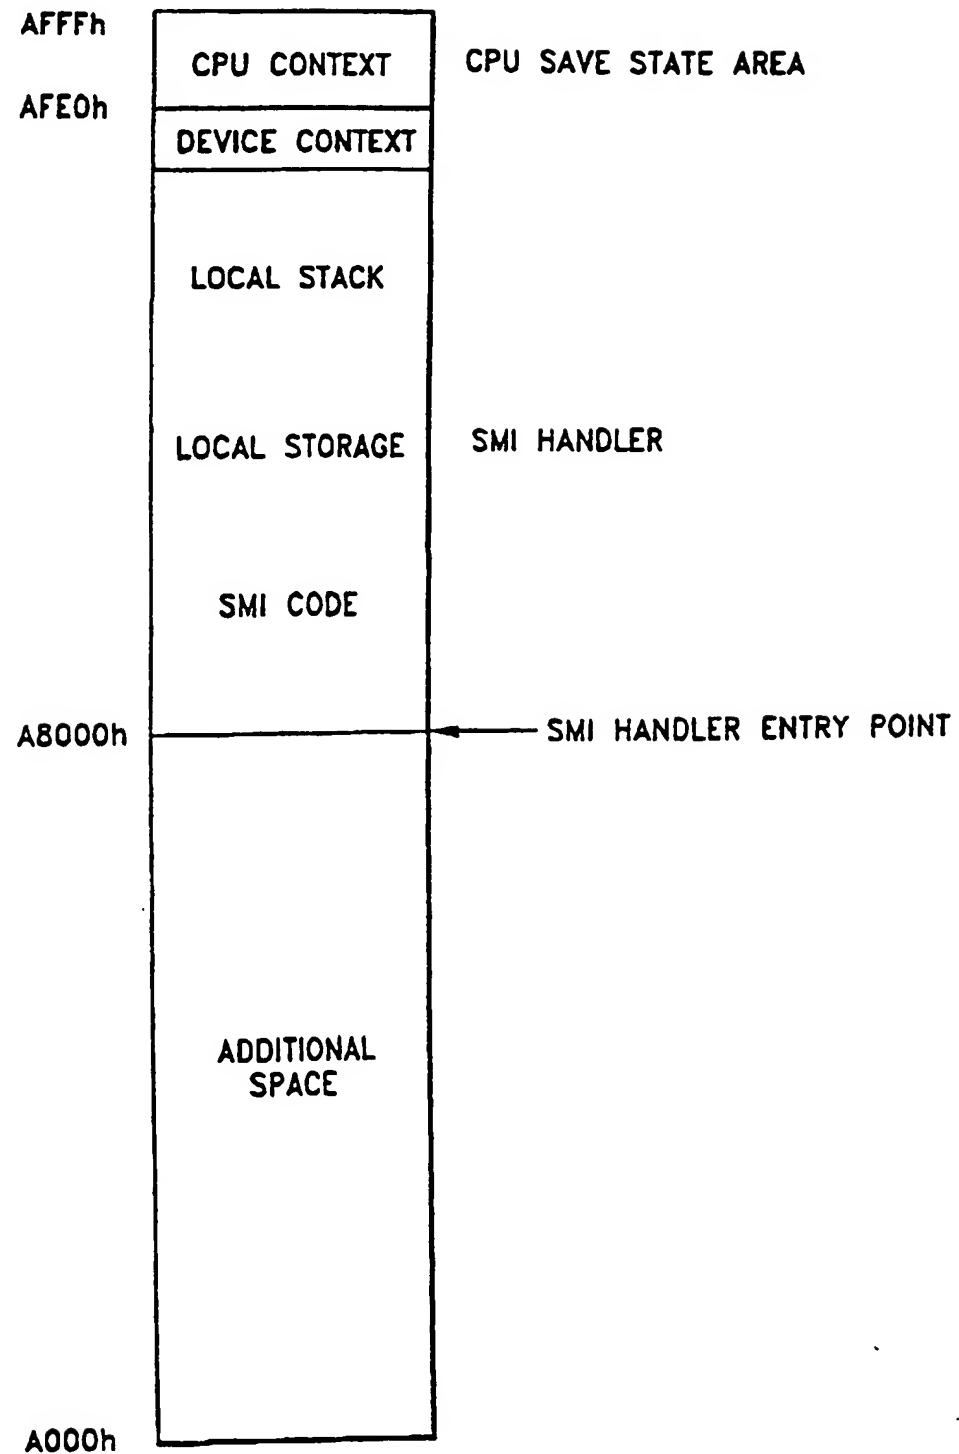 AFFFh
CPU CONTEXT
CPU SAVE STATE AREA
AFE0h
DEVICE CONTEXT
LOCAL STACK
LOCAL STORAGE
SMI HANDLER
SMI CODE
A8000h
SMI HANDLER ENTRY POINT
ADDITIONAL
SPACE
A000h